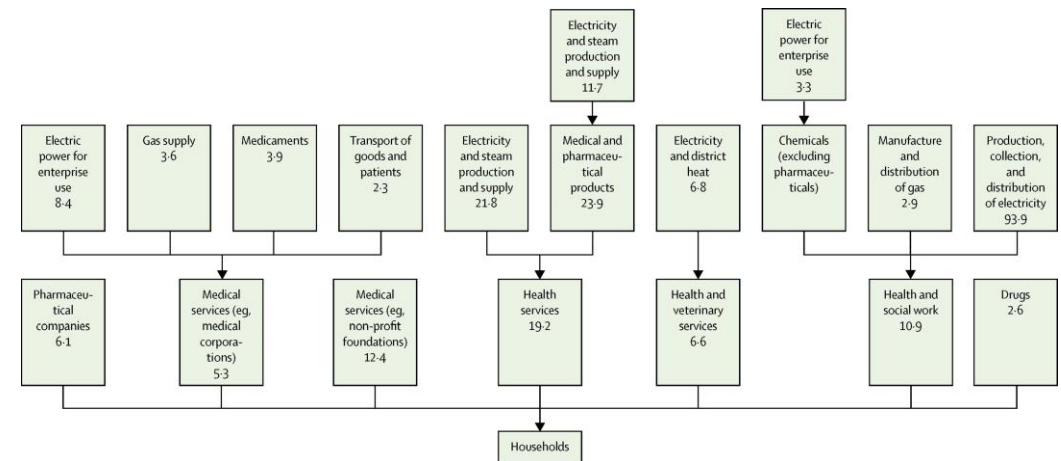 Electricity
and steam
production
and supply
11·7
Electric
power for
enterprise
use
3·3
Electric
power for
enterprise
use
8·4
Gas supply
3·6
Medicaments
3·9
Transport of
goods and
patients
2·3
Electricity
and steam
production
and supply
21·8
Medical and
pharmaceu-
tical
products
23·9
Electricity
and district
heat
6·8
Chemicals
(excluding
pharmaceu-
ticals)
Manufacture
and
distribution
of gas
2·9
Production,
collection,
and
distribution
of electricity
93·9
Pharmaceu-
tical
companies
6·1
Medical
services (eg,
medical
corpora-
tions)
5·3
Medical
services (eg,
non-profit
foundations)
12·4
Health
services
19·2
Health and
veterinary
services
6·6
Health and
social work
10·9
Drugs
2·6
Households